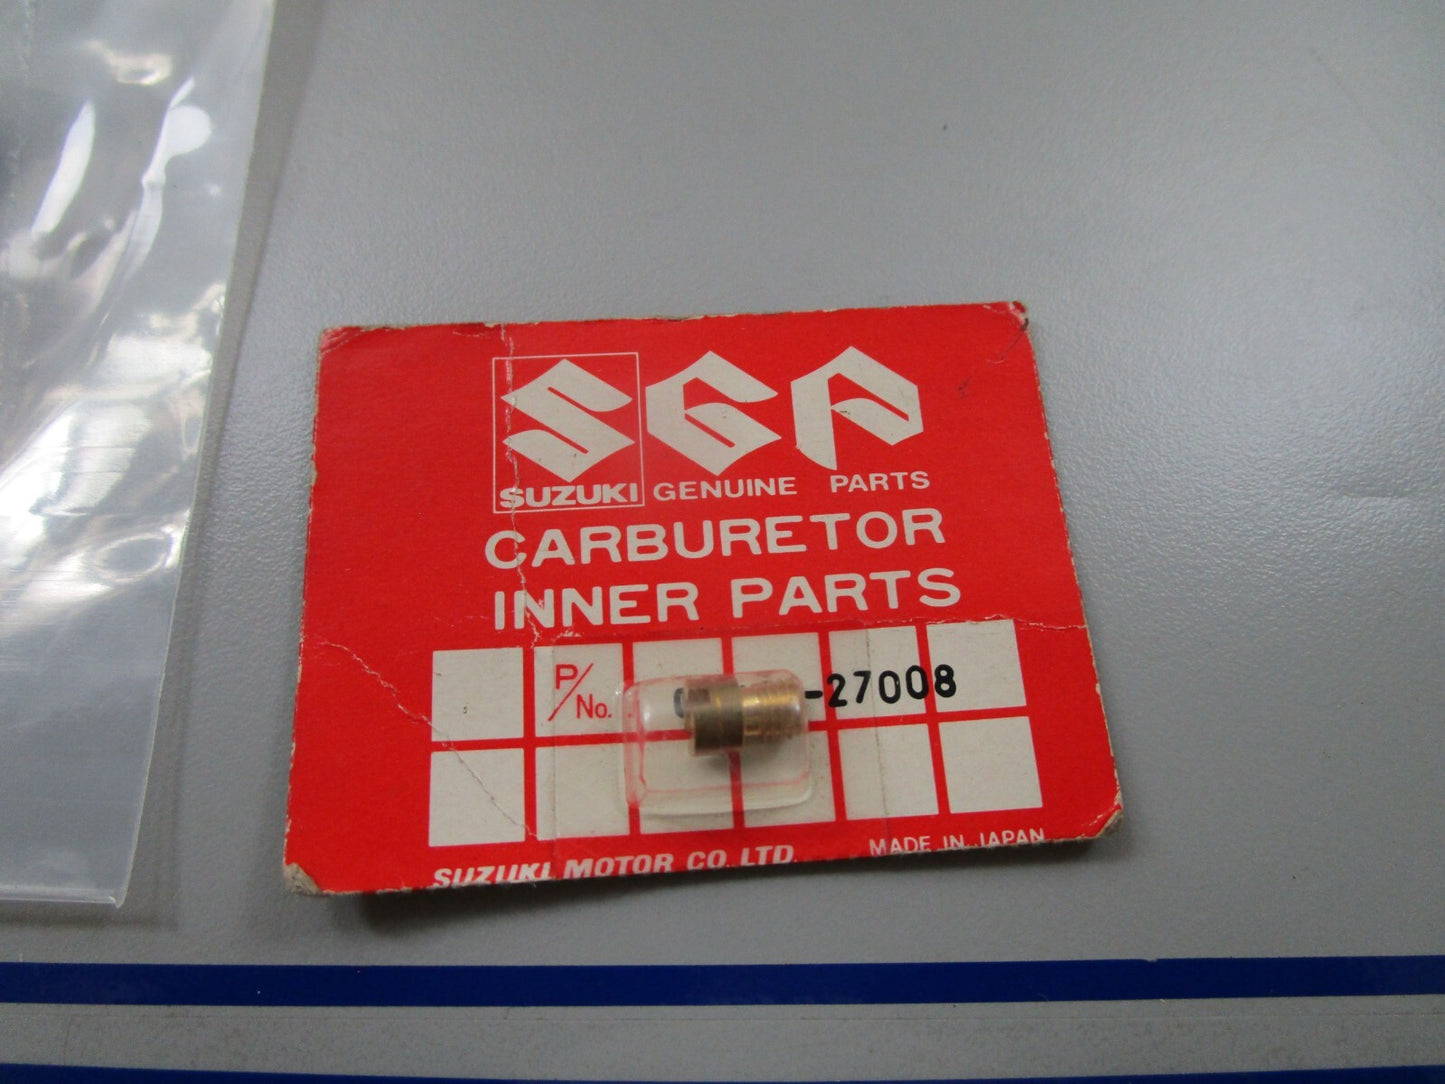 SGP
SUZUKI GENUINE PARTS
CARBURETOR
INNER PARTS
P/No. -27008
SUZUKI MOTOR CO. LTD. MADE IN JAPAN